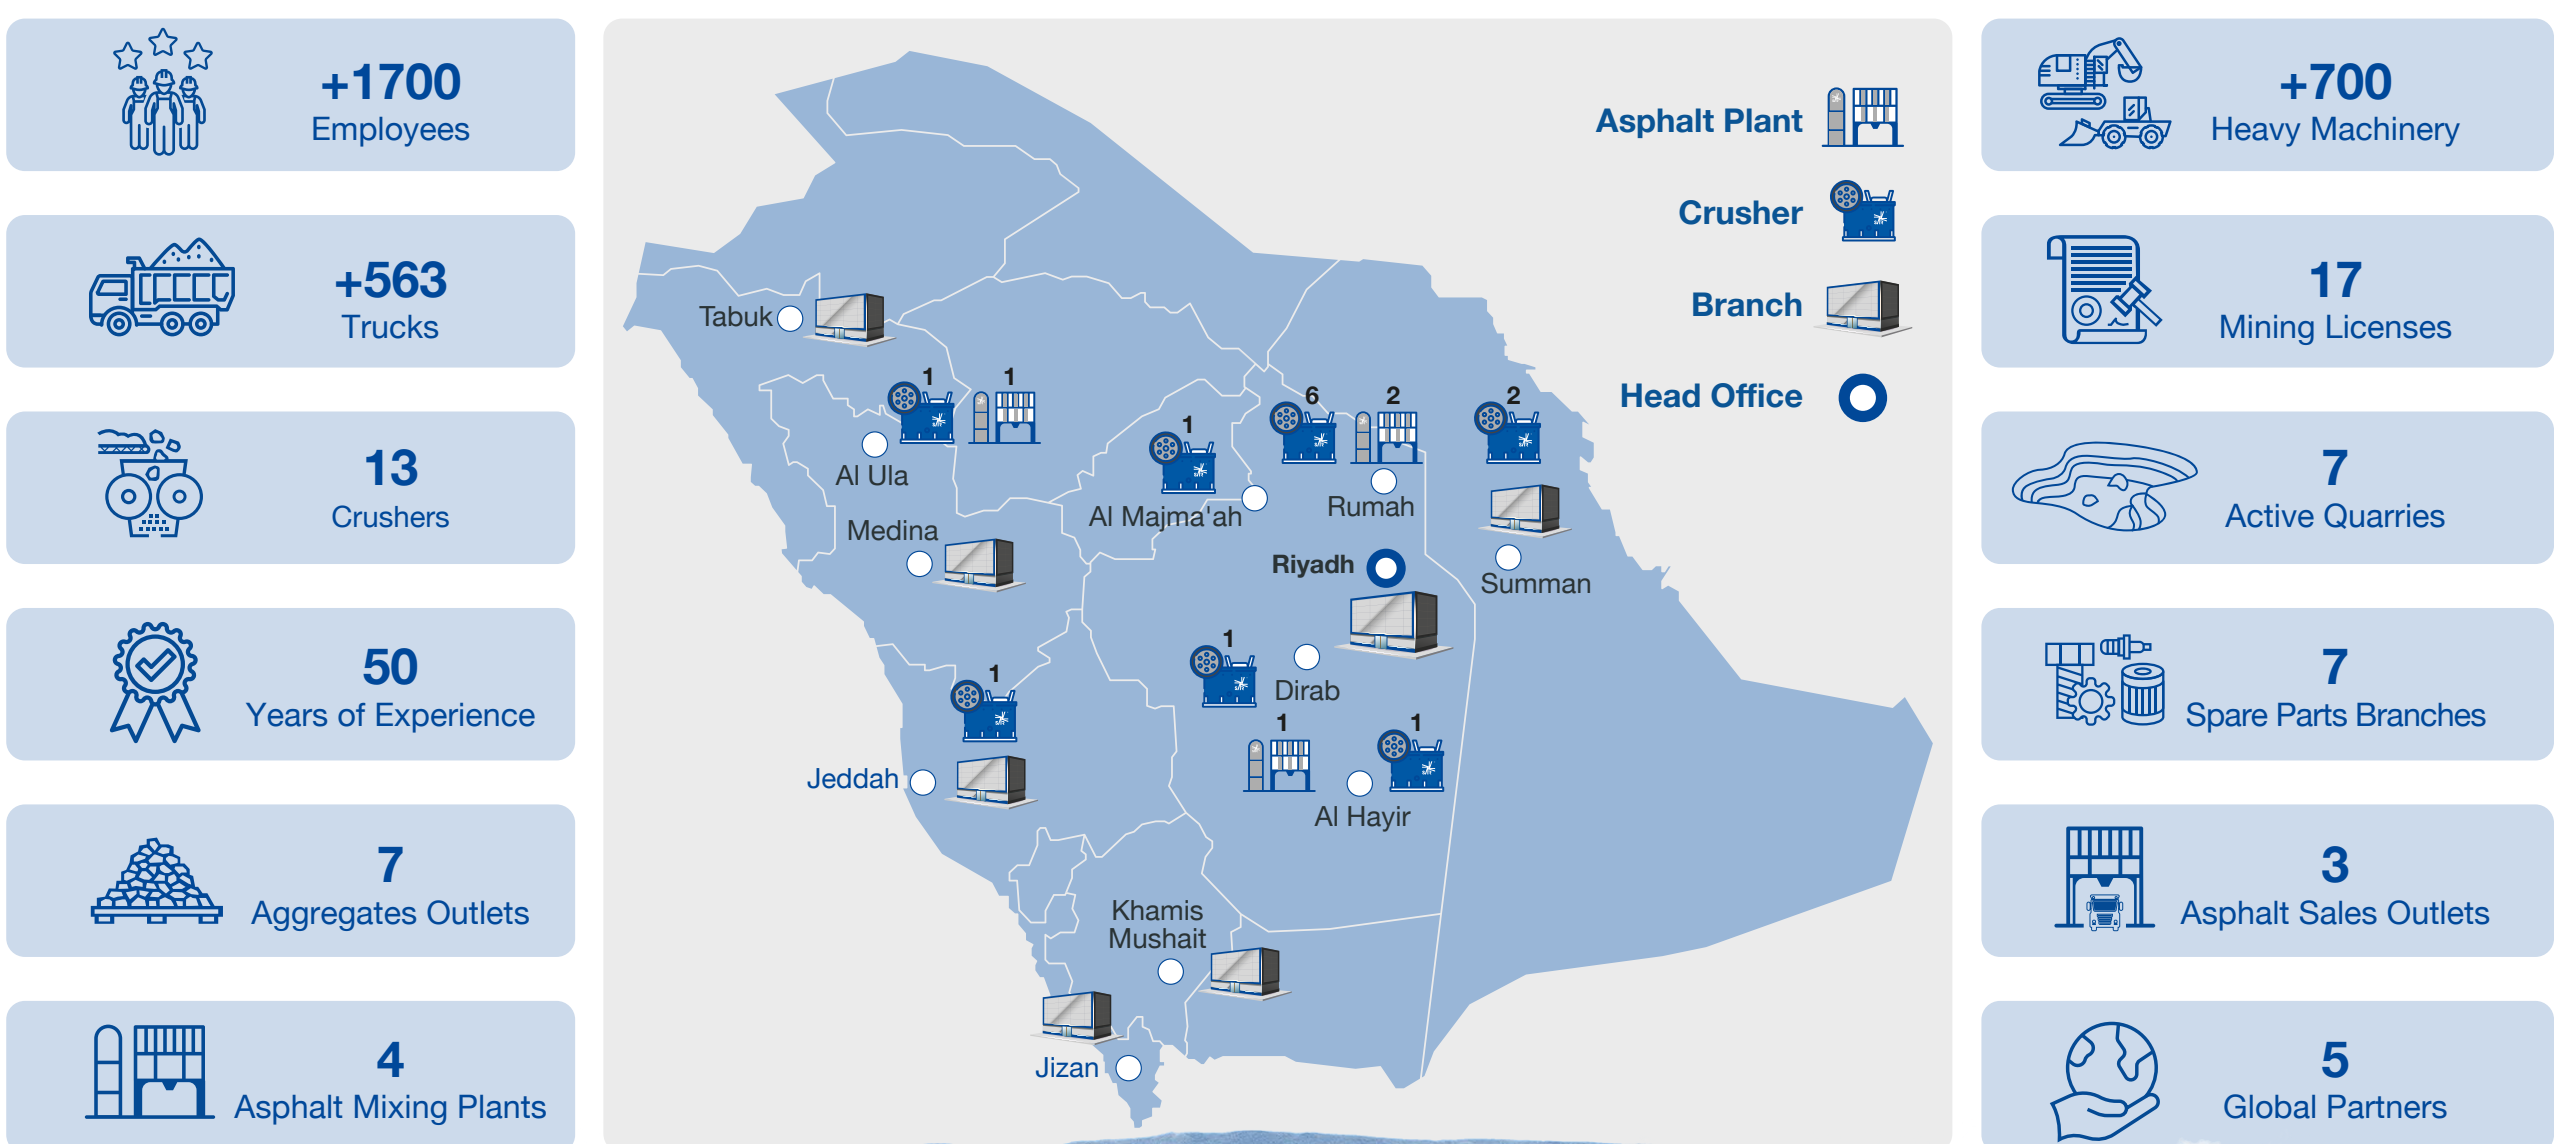 +1700
Employees
+563
Trucks
13
Crushers
50
Years of Experience
7
Aggregates Outlets
4
Asphalt Mixing Plants
Asphalt Plant
Crusher
Branch
Head Office
Tabuk
1
1
Al Ula
1
Al Majma'ah
6
2
Rumah
2
Summan
Medina
Riyadh
1
Dirab
1
1
Al Hayir
1
Jeddah
Khamis
Mushait
Jizan
+700
Heavy Machinery
17
Mining Licenses
7
Active Quarries
7
Spare Parts Branches
3
Asphalt Sales Outlets
5
Global Partners